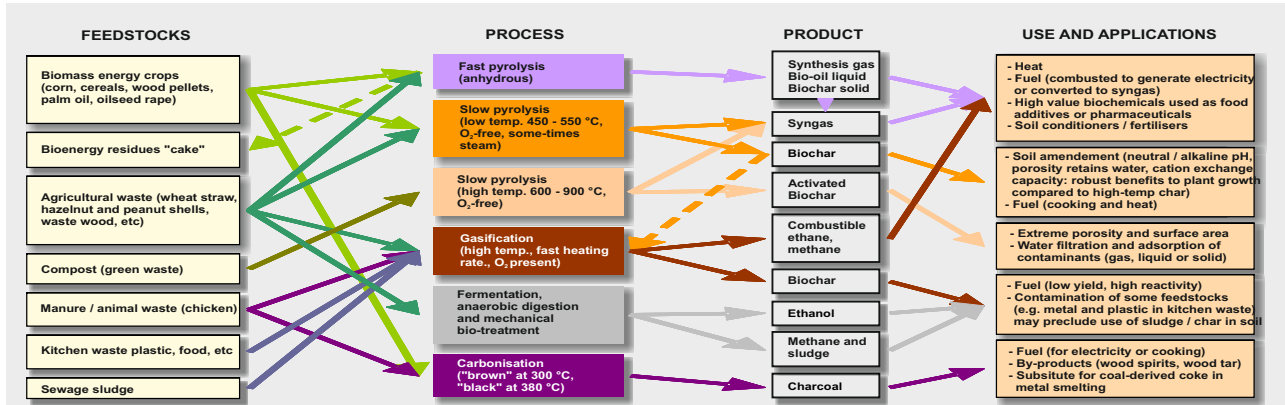 FEEDSTOCKS
Biomass energy crops
(corn, cereals, wood pellets,
palm oil, oilseed rape)
Bioenergy residues "cake"
Agricultural waste (wheat straw,
hazelnut and peanut shells,
waste wood, etc)
Compost (green waste)
Manure / animal waste (chicken)
Kitchen waste plastic, food, etc
Sewage sludge
PROCESS
Fast pyrolysis
(anhydrous)
Slow pyrolysis
(low temp. 450 - 550 °C,
O₂-free, some-times
steam)
Slow pyrolysis
(high temp. 600 - 900 °C,
O₂-free)
Gasification
(high temp., fast heating
rate., O₂ present)
Fermentation,
anaerobic digestion
and mechanical
bio-treatment
Carbonisation
("brown" at 300 °C,
"black" at 380 °C)
PRODUCT
Synthesis gas
Bio-oil liquid
Biochar solid
Syngas
Biochar
Activated
Biochar
Combustible
ethane,
methane
Biochar
Ethanol
Methane and
sludge
Charcoal
USE AND APPLICATIONS
- Heat
- Fuel (combusted to generate electricity
or converted to syngas)
- High value biochemicals used as food
additives or pharmaceuticals
- Soil conditioners / fertilisers
- Soil amendement (neutral / alkaline pH,
porosity retains water, cation exchange
capacity: robust benefits to plant growth
compared to high-temp char)
- Fuel (cooking and heat)
- Extreme porosity and surface area
- Water filtration and adsorption of
contaminants (gas, liquid or solid)
- Fuel (low yield, high reactivity)
- Contamination of some feedstocks
(e.g. metal and plastic in kitchen waste)
may preclude use of sludge / char in soil
- Fuel (for electricity or cooking)
- By-products (wood spirits, wood tar)
- Subsitute for coal-derived coke in
metal smelting